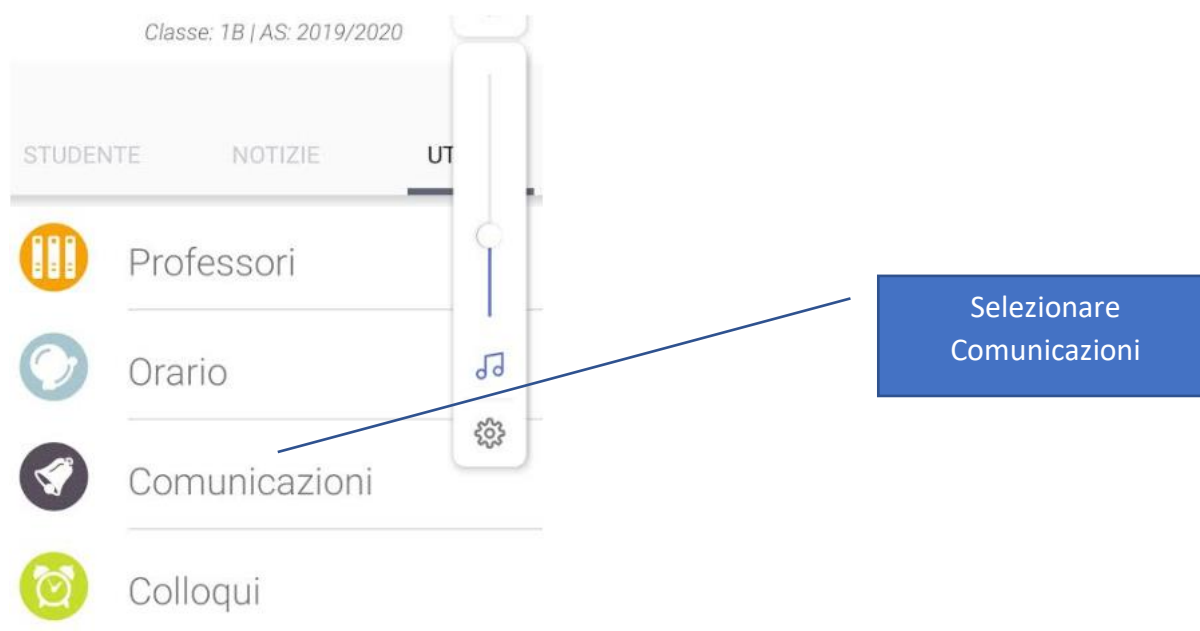 Classe: 1B | AS: 2019/2020
STUDENTE NOTIZIE
Professori
Orario
Comunicazioni
Colloqui
Selezionare
Comunicazioni